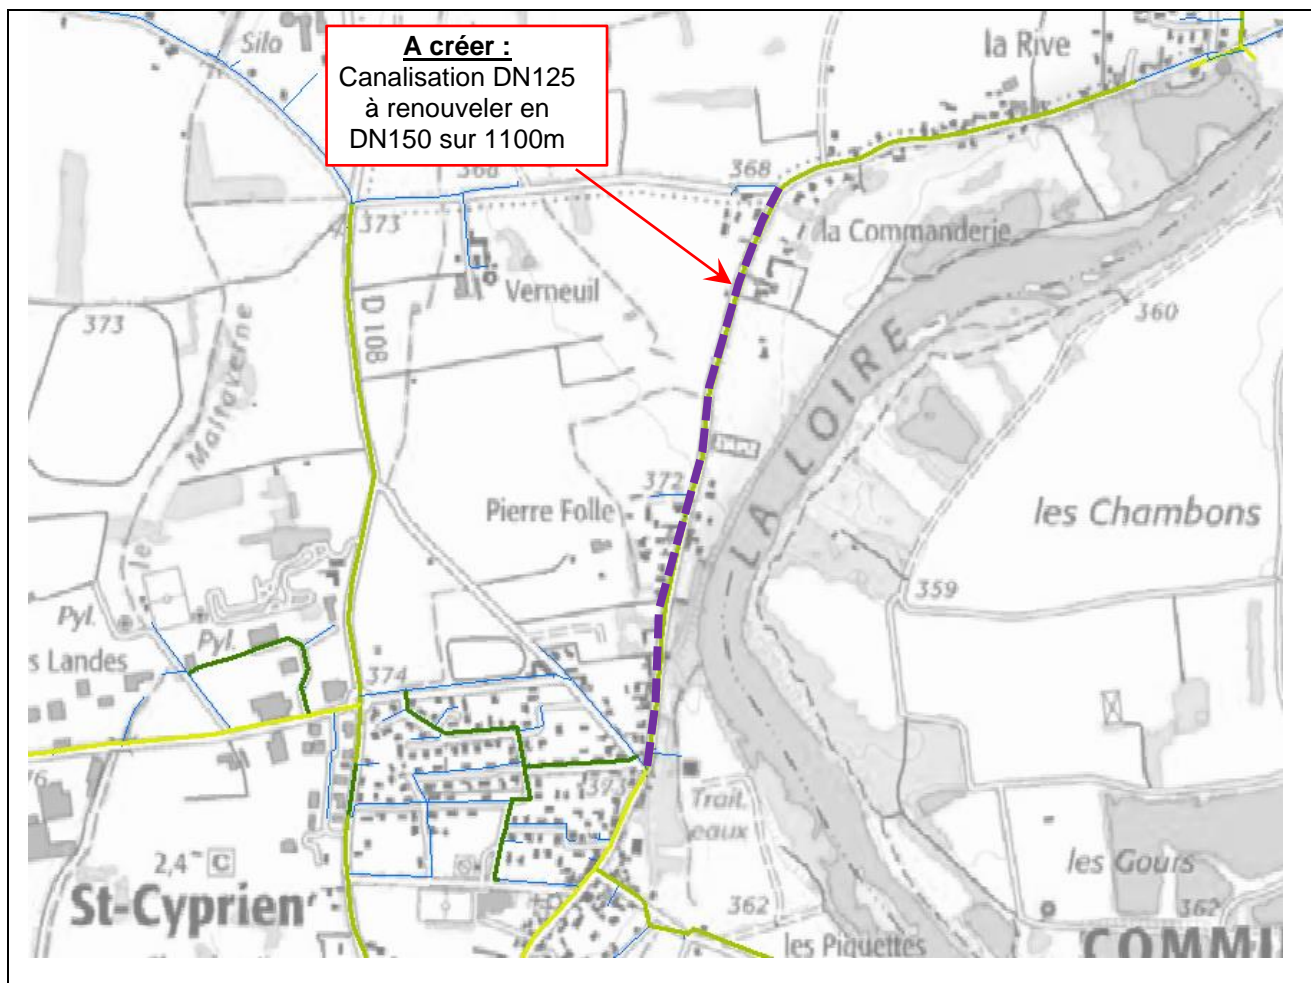 A créer :
Canalisation DN125
à renouveler en
DN150 sur 1100m
Silo
la Rive
368
368
373
la Commanderie
Verneuil
373
D 108
360
Maltaverne
LA LOIRE
372
Pierre Folle
les Chambons
le
359
Pyl.
Pyl.
s Landes
374
373
76
Trait.
eaux
2,4
C
les Gours
St-Cyprien
362
362
les Piquettes
COMMU